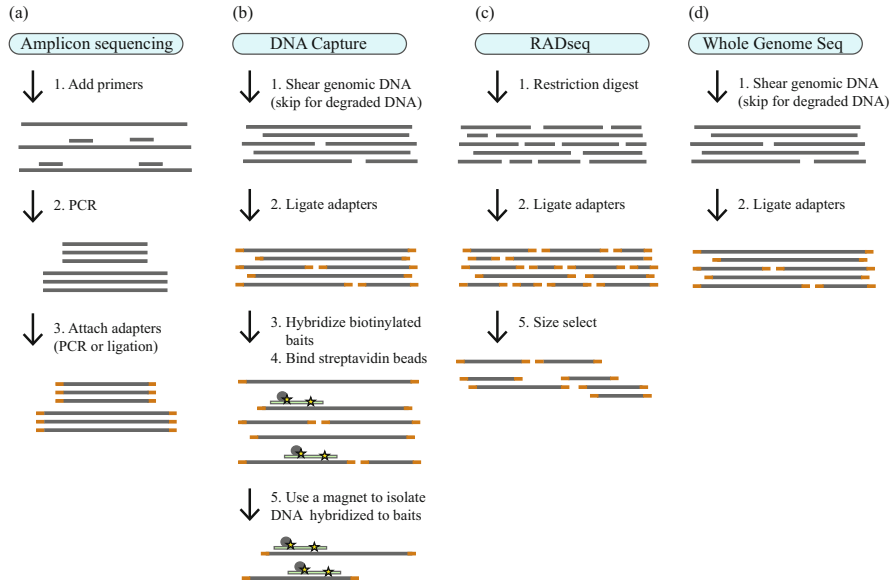 (a)
Amplicon sequencing
1. Add primers
2. PCR
3. Attach adapters
(PCR or ligation)
(b)
DNA Capture
1. Shear genomic DNA
(skip for degraded DNA)
2. Ligate adapters
3. Hybridize biotinylated
baits
4. Bind streptavidin beads
5. Use a magnet to isolate
DNA hybridized to baits
(c)
RADseq
1. Restriction digest
2. Ligate adapters
5. Size select
(d)
Whole Genome Seq
1. Shear genomic DNA
(skip for degraded DNA)
2. Ligate adapters